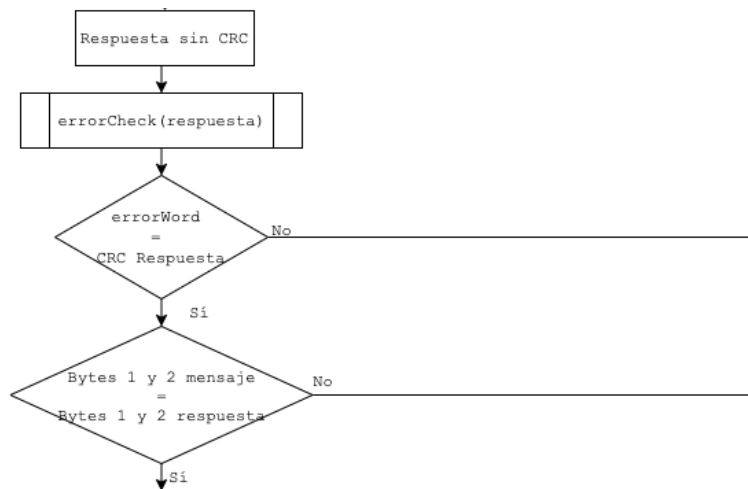 Respuesta sin CRC
errorCheck(respuesta)
errorWord
=
CRC Respuesta
No
Sí
Bytes 1 y 2 mensaje
=
Bytes 1 y 2 respuesta
No
Sí